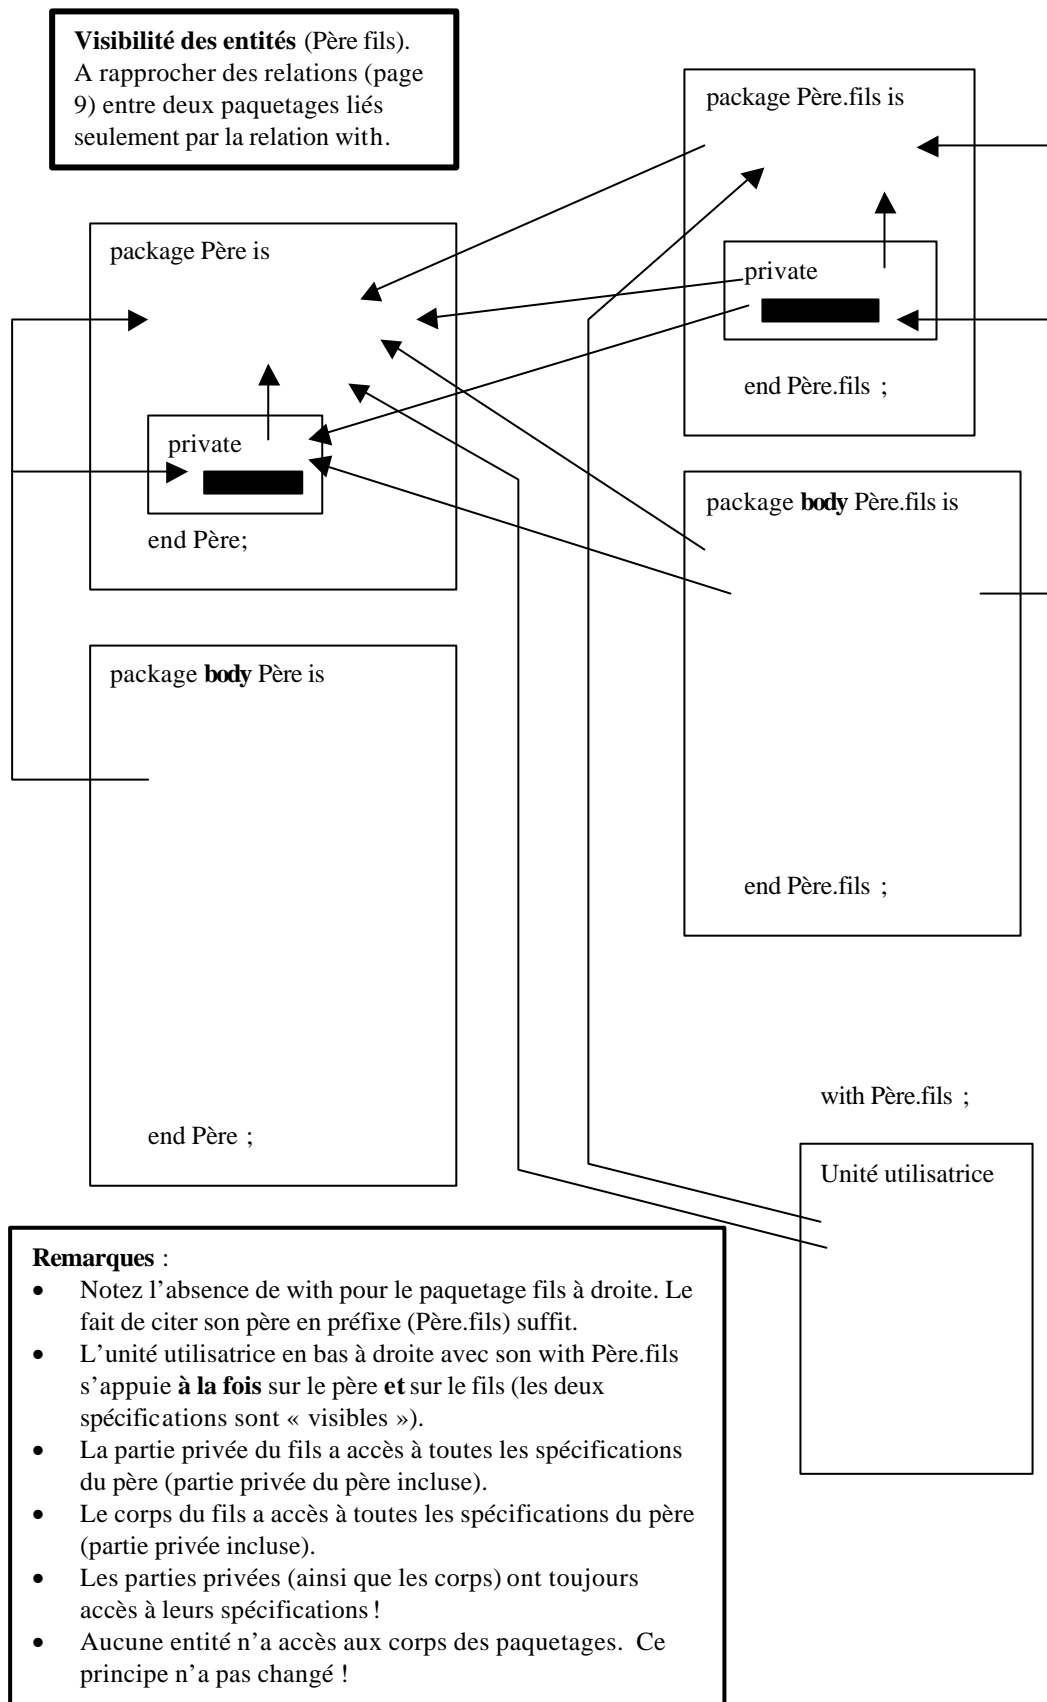 Visibilité des entités (Père fils).
A rapprocher des relations (page
9) entre deux paquetages liés
seulement par la relation with.
package Père.fils is
private
end Père.fils ;
package Père is
private
end Père;
package body Père.fils is
end Père.fils ;
package body Père is
end Père ;
with Père.fils ;
Unité utilisatrice
Remarques :
• Notez l’absence de with pour le paquetage fils à droite. Le
fait de citer son père en préfixe (Père.fils) suffit.
• L’unité utilisatrice en bas à droite avec son with Père.fils
s’appuie à la fois sur le père et sur le fils (les deux
spécifications sont « visibles »).
• La partie privée du fils a accès à toutes les spécifications
du père (partie privée du père incluse).
• Le corps du fils a accès à toutes les spécifications du père
(partie privée incluse).
• Les parties privées (ainsi que les corps) ont toujours
accès à leurs spécifications !
• Aucune entité n’a accès aux corps des paquetages. Ce
principe n’a pas changé !